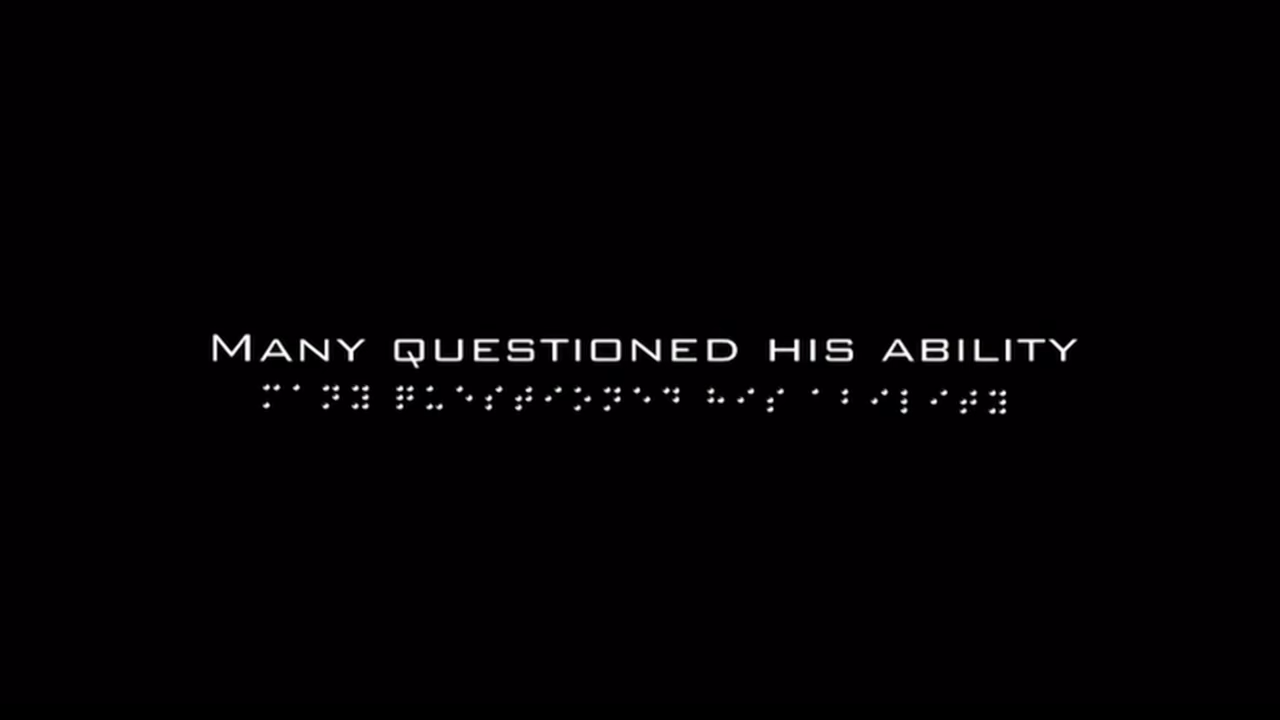 Many questioned his ability
⠍⠁⠝⠽ ⠟⠥⠑⠎⠞⠊⠕⠝⠑⠙ ⠓⠊⠎ ⠁⠃⠊⠇⠊⠞⠽